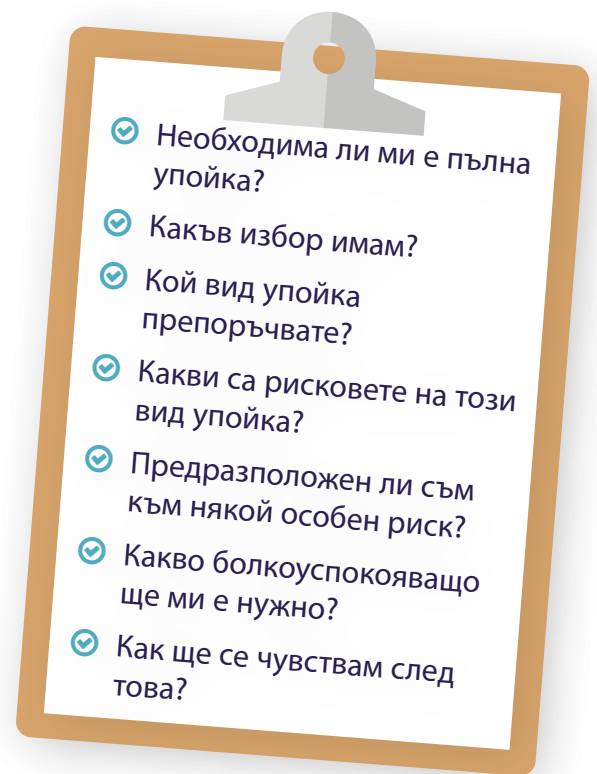 Необходима ли ми е пълна
упойка?
Какъв избор имам?
Кой вид упойка
препоръчвате?
Какви са рисковете на този
вид упойка?
Предразположен ли съм
към някой особен риск?
Какво болкоуспокояващо
ще ми е нужно?
Как ще се чувствам след
това?